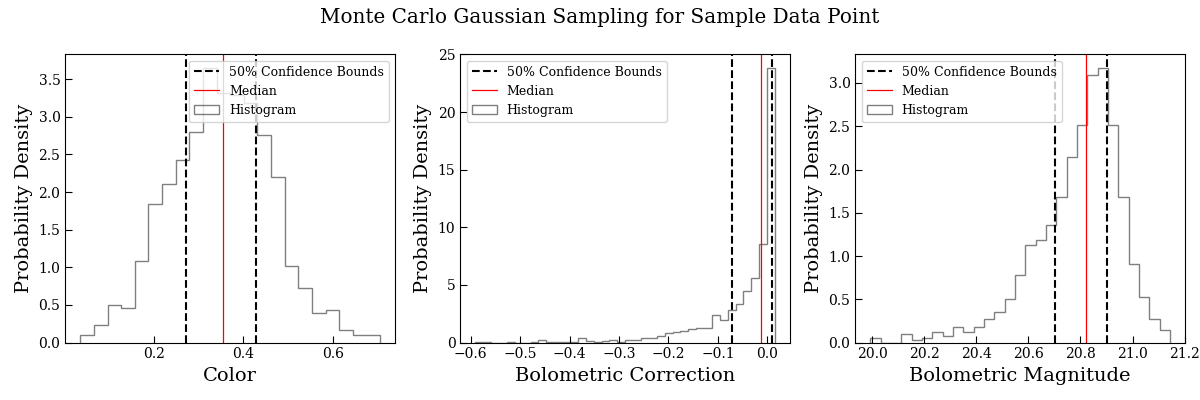 Monte Carlo Gaussian Sampling for Sample Data Point
Probability Density
3.5
3.0
2.5
2.0
1.5
1.0
0.5
0.0
50% Confidence Bounds
Median
Histogram
0.2
0.4
0.6
Color
Probability Density
25
20
15
10
5
0
50% Confidence Bounds
Median
Histogram
−0.6
−0.5
−0.4
−0.3
−0.2
−0.1
0.0
Bolometric Correction
Probability Density
3.0
2.5
2.0
1.5
1.0
0.5
0.0
50% Confidence Bounds
Median
Histogram
20.0
20.2
20.4
20.6
20.8
21.0
21.2
Bolometric Magnitude